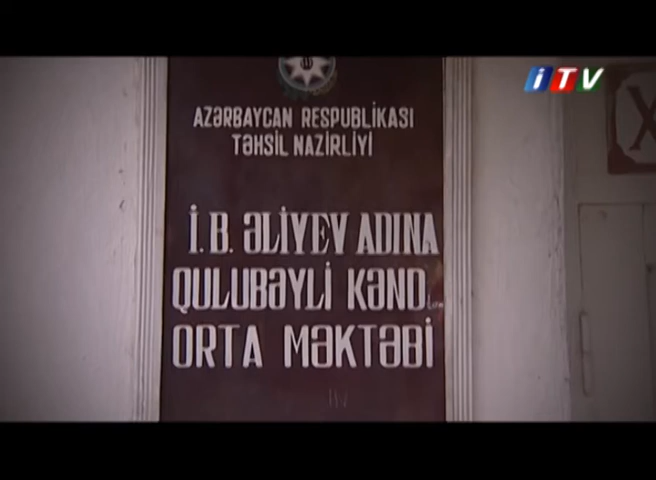 iTV
AZƏRBAYCAN RESPUBLİKASI
TƏHSİL NAZİRLİYİ
İ.B. ƏLİYEV ADINA
QULUBƏYLİ KƏND
ORTA MƏKTƏBİ